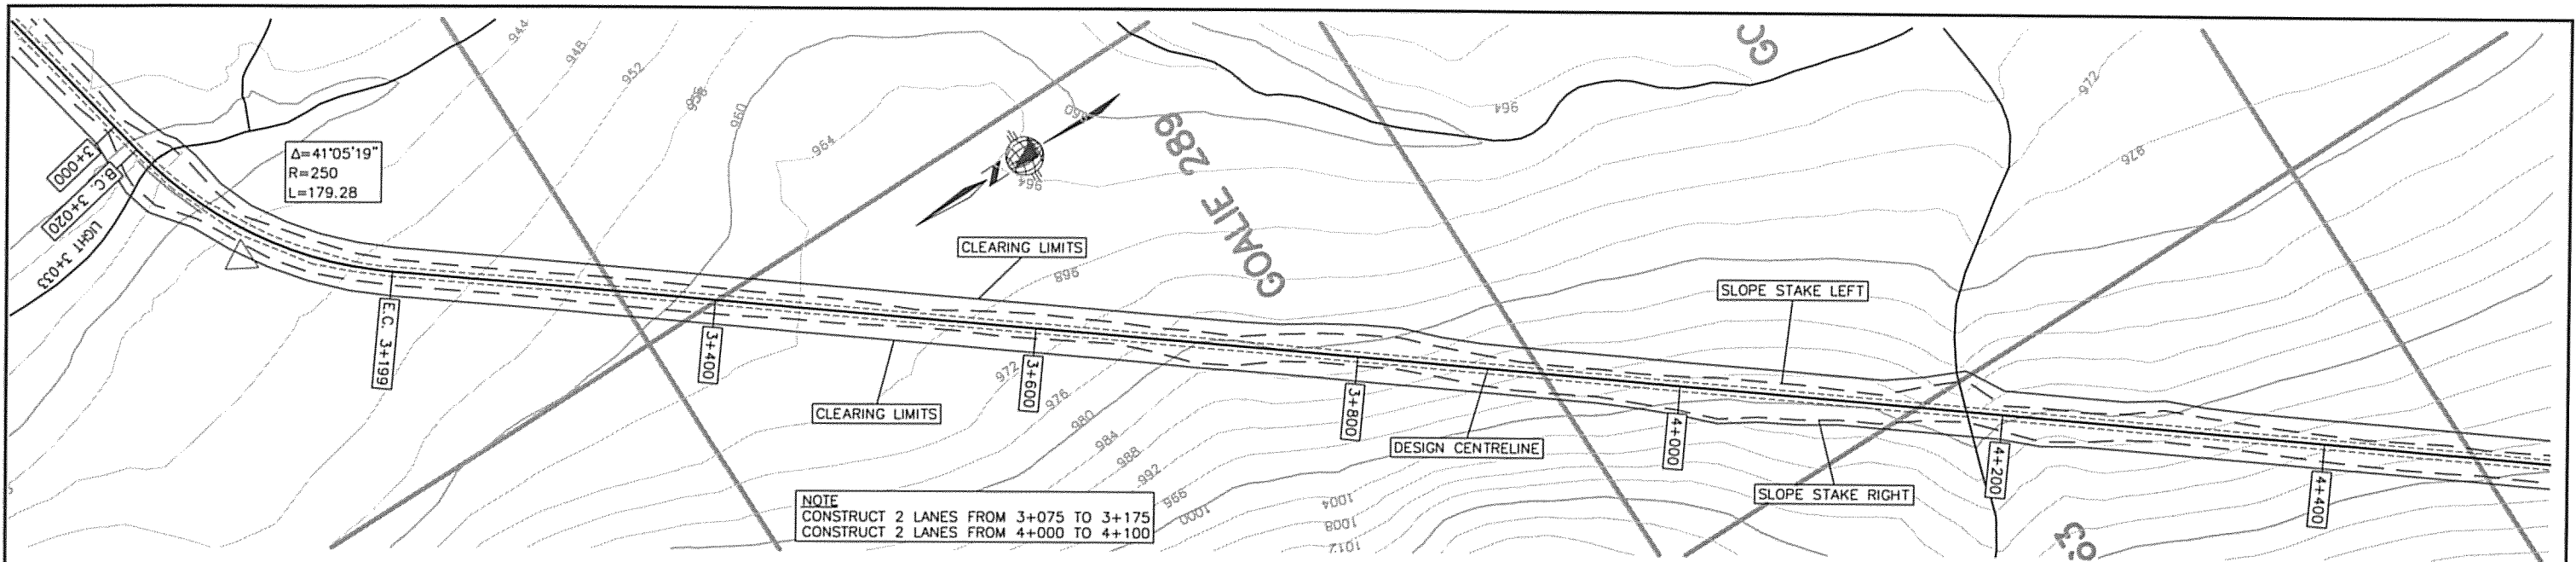 944
948
952
956
960
964
960
964
N
GOALIE 289
GC
964
972
976
Δ=41°05'19"
R=250
L=179.28
3+000
B.C. 3+020
LIGHT 3+033
E.C. 3+199
3+400
3+600
3+800
4+000
4+200
4+400
CLEARING LIMITS
968
SLOPE STAKE LEFT
CLEARING LIMITS
DESIGN CENTRELINE
SLOPE STAKE RIGHT
972
976
980
984
988
992
996
1000
1004
1008
1012
NOTE
CONSTRUCT 2 LANES FROM 3+075 TO 3+175
CONSTRUCT 2 LANES FROM 4+000 TO 4+100